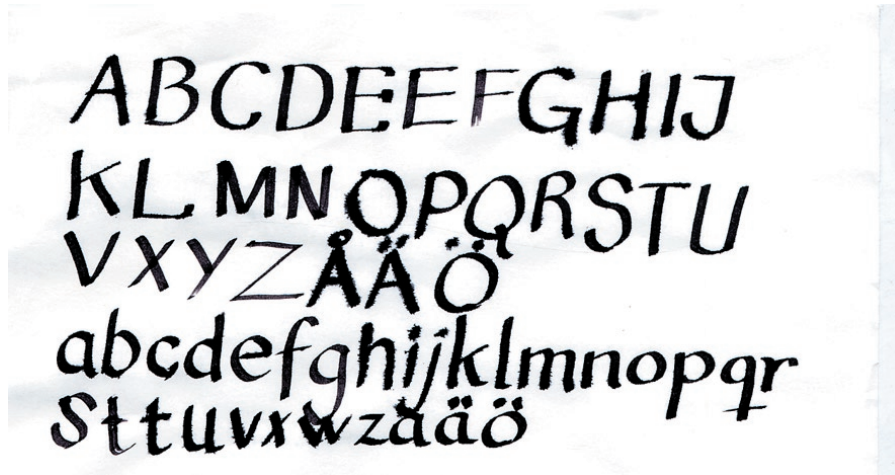 ABCDEEFGHIJ
KLMNOPQRSTU
VXYZÅÄÖ
abcdefghijklmnopqr
sttuvxwzåäö